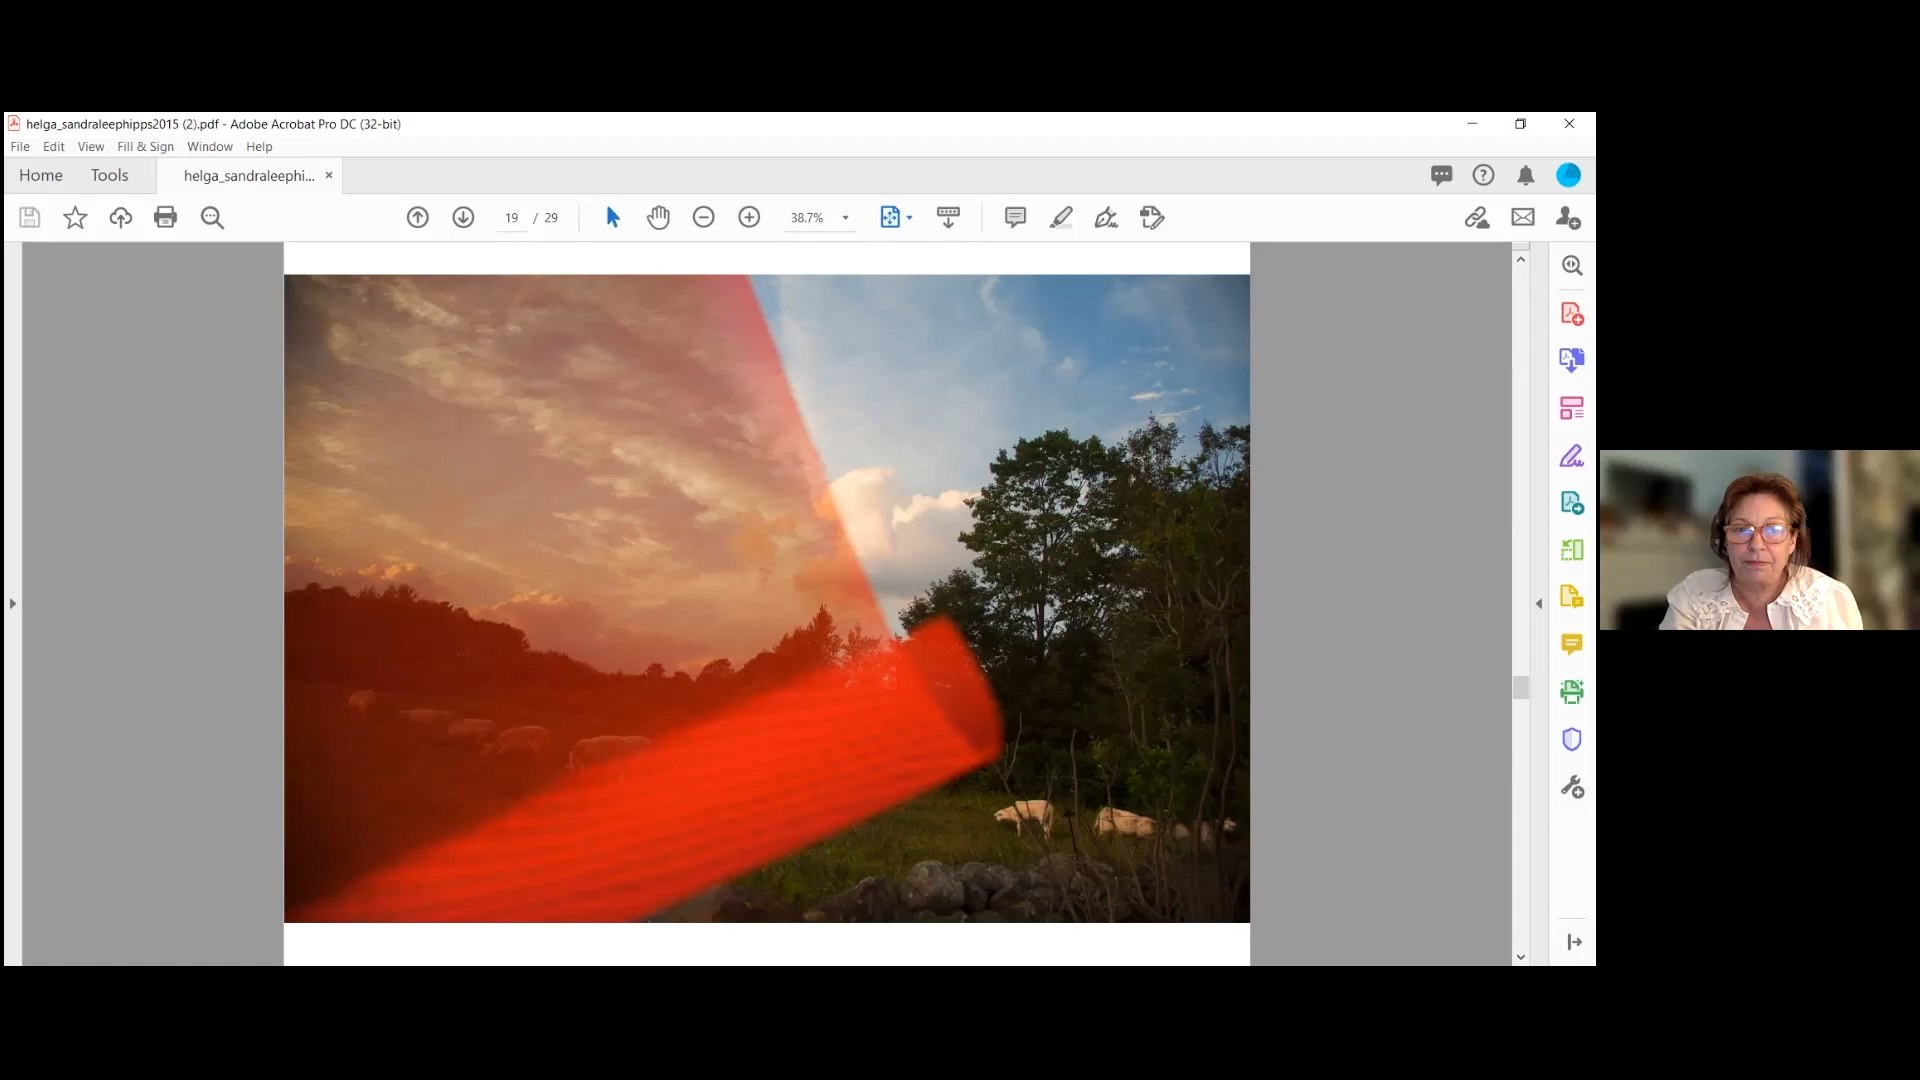 helga_sandraleephipps2015 (2).pdf - Adobe Acrobat Pro DC (32-bit)
File Edit View Fill & Sign Window Help
Home Tools helga_sandraleephi... ×
19 / 29 38.7%